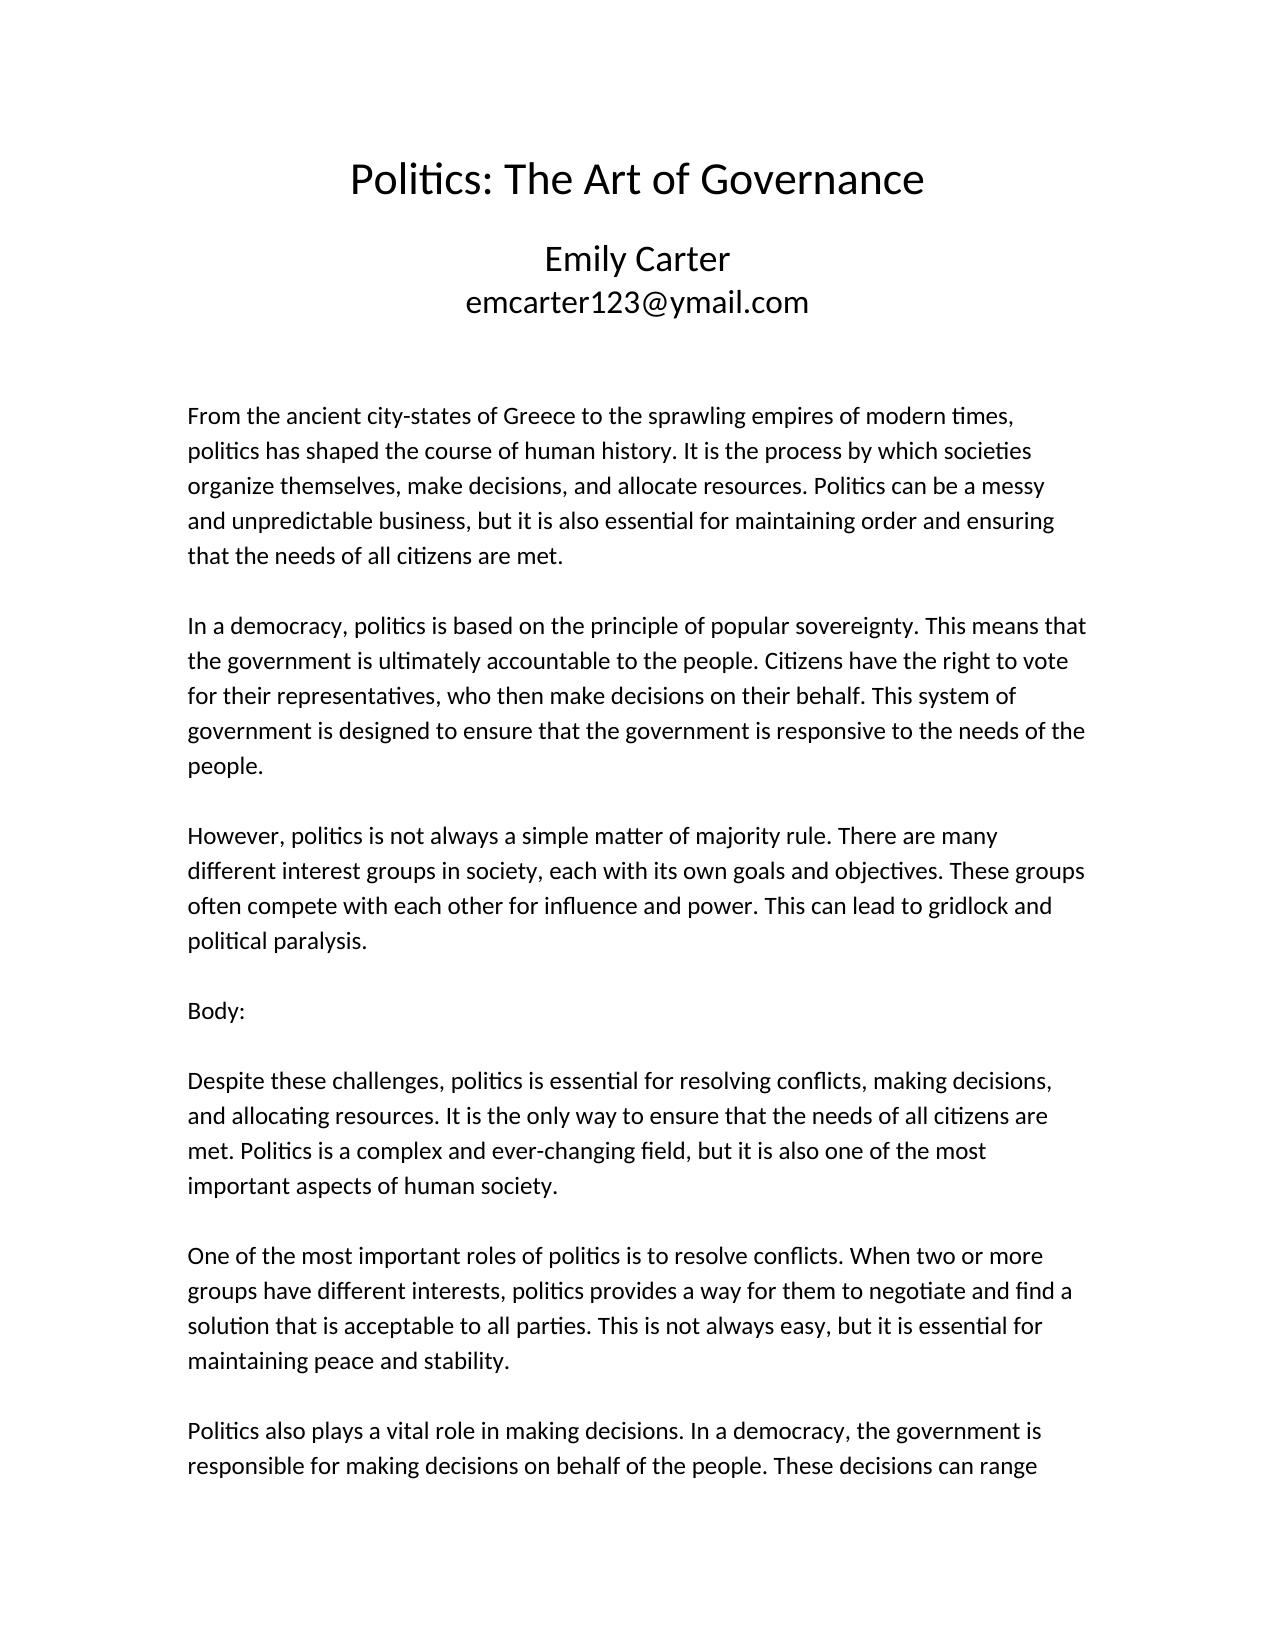 Politics: The Art of Governance
Emily Carter
emcarter123@ymail.com
From the ancient city-states of Greece to the sprawling empires of modern times,
politics has shaped the course of human history. It is the process by which societies
organize themselves, make decisions, and allocate resources. Politics can be a messy
and unpredictable business, but it is also essential for maintaining order and ensuring
that the needs of all citizens are met.
In a democracy, politics is based on the principle of popular sovereignty. This means that
the government is ultimately accountable to the people. Citizens have the right to vote
for their representatives, who then make decisions on their behalf. This system of
government is designed to ensure that the government is responsive to the needs of the
people.
However, politics is not always a simple matter of majority rule. There are many
different interest groups in society, each with its own goals and objectives. These groups
often compete with each other for influence and power. This can lead to gridlock and
political paralysis.
Body:
Despite these challenges, politics is essential for resolving conflicts, making decisions,
and allocating resources. It is the only way to ensure that the needs of all citizens are
met. Politics is a complex and ever-changing field, but it is also one of the most
important aspects of human society.
One of the most important roles of politics is to resolve conflicts. When two or more
groups have different interests, politics provides a way for them to negotiate and find a
solution that is acceptable to all parties. This is not always easy, but it is essential for
maintaining peace and stability.
Politics also plays a vital role in making decisions. In a democracy, the government is
responsible for making decisions on behalf of the people. These decisions can range